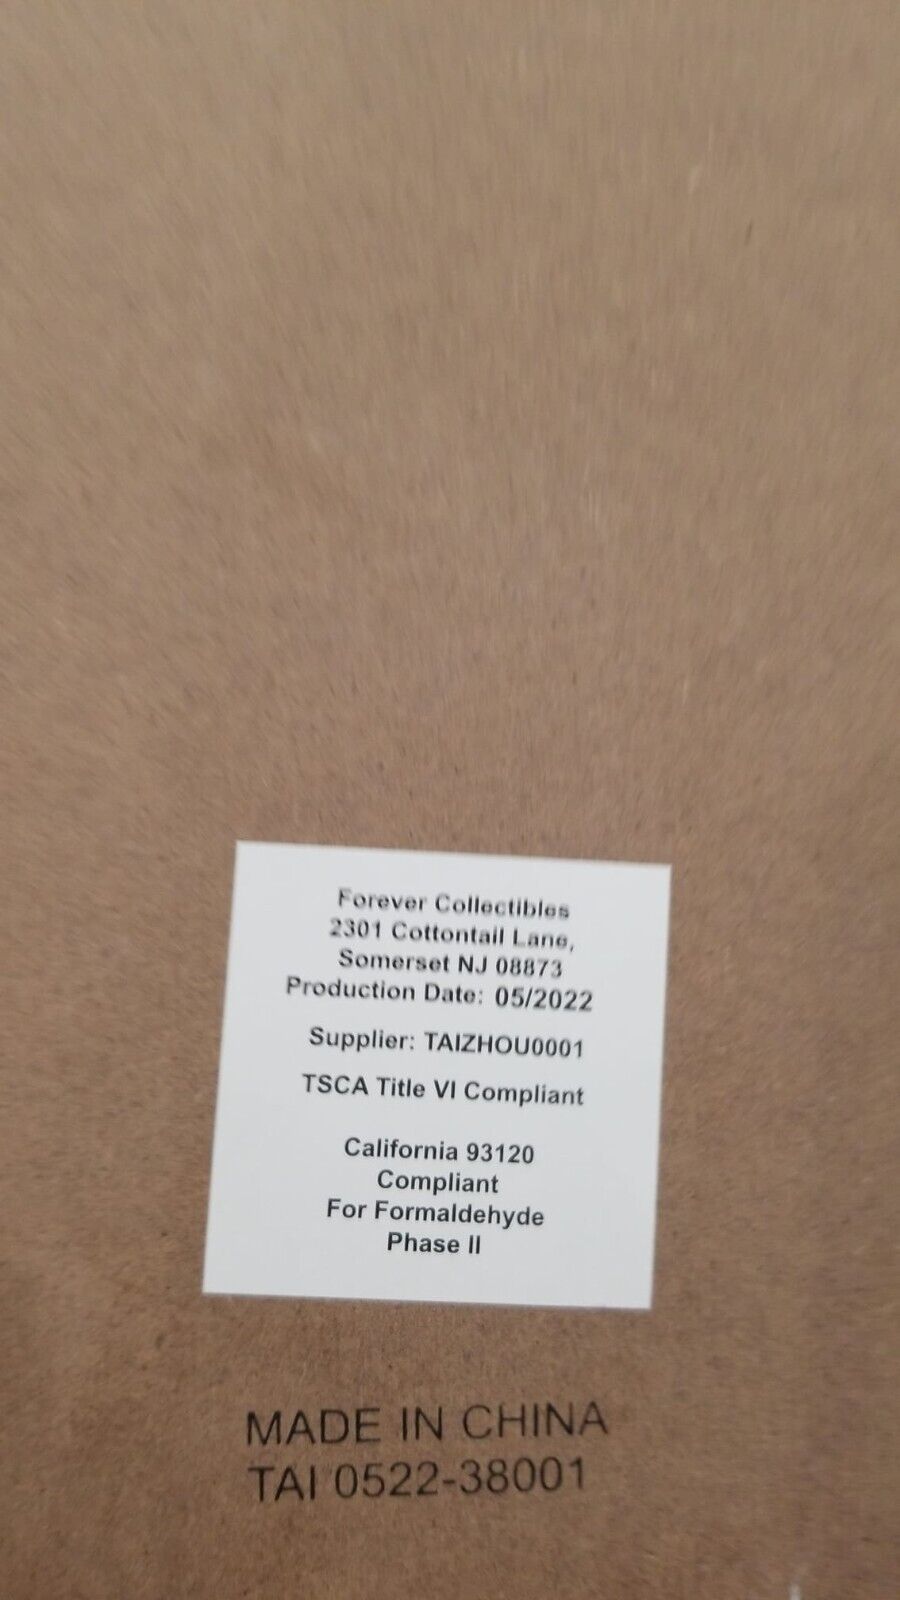 Forever Collectibles
2301 Cottontail Lane,
Somerset NJ 08873
Production Date: 05/2022
Supplier: TAIZHOU0001
TSCA Title VI Compliant
California 93120
Compliant
For Formaldehyde
Phase II
MADE IN CHINA
TAI 0522-38001